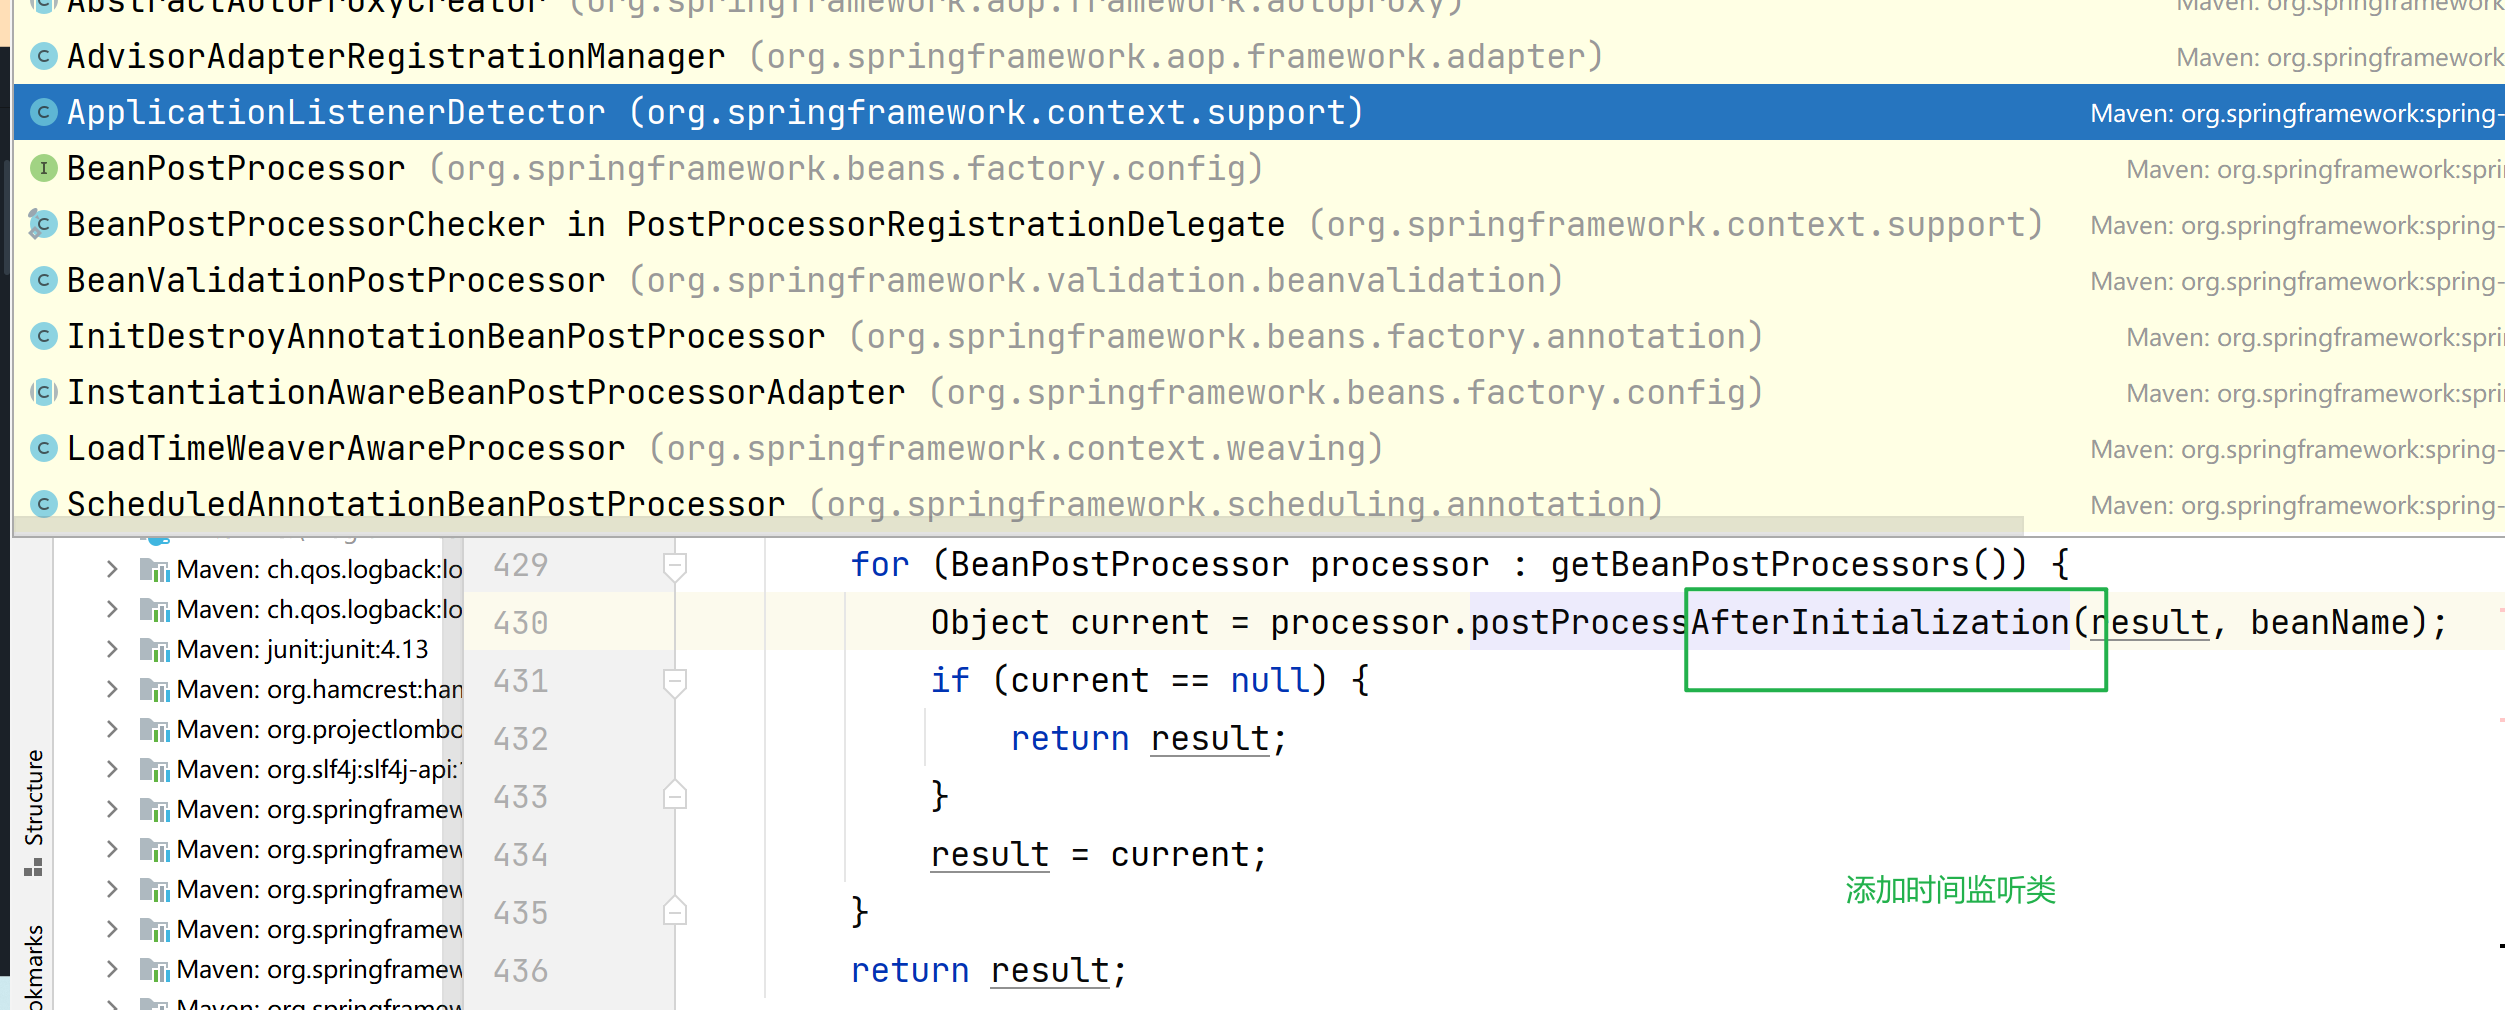 AbstractAutoProxyCreator (org.springframework.aop.framework.autoproxy) Maven: org.springframework
AdvisorAdapterRegistrationManager (org.springframework.aop.framework.adapter) Maven: org.springframework
ApplicationListenerDetector (org.springframework.context.support) Maven: org.springframework:spring-
BeanPostProcessor (org.springframework.beans.factory.config) Maven: org.springframework:spri
BeanPostProcessorChecker in PostProcessorRegistrationDelegate (org.springframework.context.support) Maven: org.springframework:spring-
BeanValidationPostProcessor (org.springframework.validation.beanvalidation) Maven: org.springframework:spring-
InitDestroyAnnotationBeanPostProcessor (org.springframework.beans.factory.annotation) Maven: org.springframework:spri
InstantiationAwareBeanPostProcessorAdapter (org.springframework.beans.factory.config) Maven: org.springframework:spri
LoadTimeWeaverAwareProcessor (org.springframework.context.weaving) Maven: org.springframework:spring-
ScheduledAnnotationBeanPostProcessor (org.springframework.scheduling.annotation) Maven: org.springframework:spring-
Maven: ch.qos.logback:lo
Maven: ch.qos.logback:lo
Maven: junit:junit:4.13
Maven: org.hamcrest:ham
Maven: org.projectlombo
Maven: org.slf4j:slf4j-api:
Maven: org.springframew
Maven: org.springframew
Maven: org.springframew
Maven: org.springframew
Maven: org.springframew
Maven: org.springframew
Structure
okmarks
429 for (BeanPostProcessor processor : getBeanPostProcessors()) {
430 Object current = processor.postProcessAfterInitialization(result, beanName);
431 if (current == null) {
432 return result;
433 }
434 result = current;
435 }
436 return result;
添加时间监听类